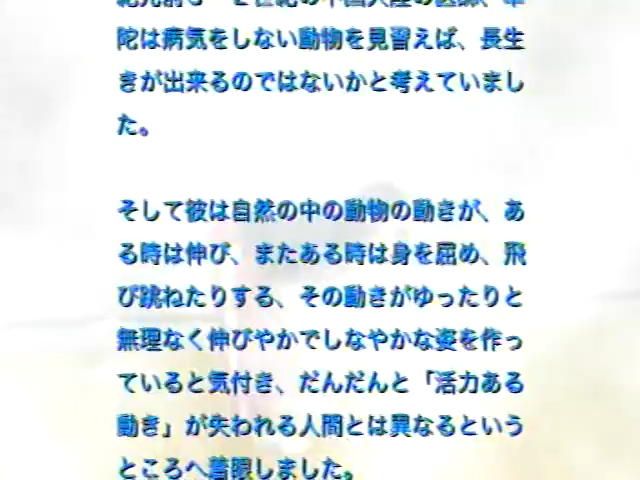 陀は病気をしない動物を見習えば、長生
きが出来るのではないかと考えていまし
た。
そして彼は自然の中の動物の動きが、あ
る時は伸び、またある時は身を屈め、飛
び跳ねたりする、その動きがゆったりと
無理なく伸びやかでしなやかな姿を作っ
ていると気付き、だんだんと「活力ある
動き」が失われる人間とは異なるという
ところへ着眼しました。